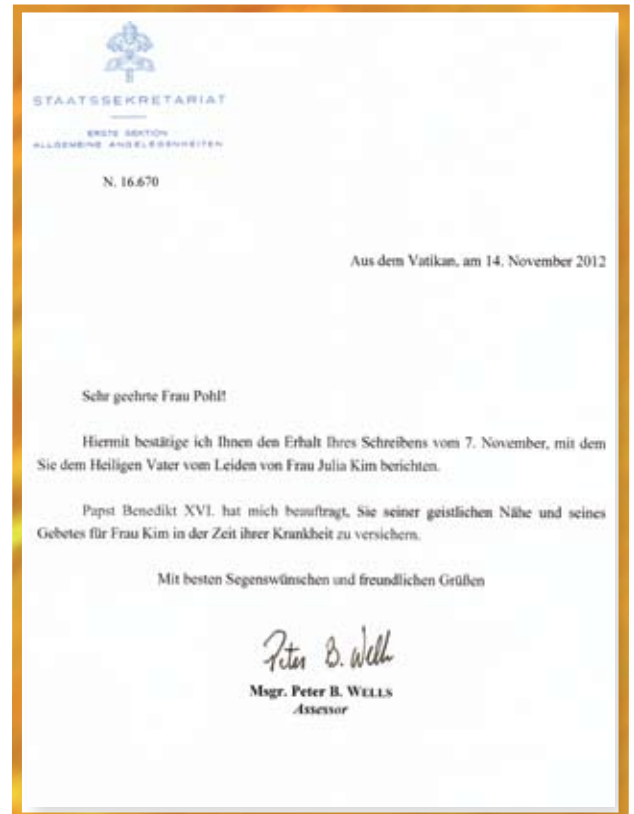 STAATSSEKRETARIAT
ERSTE SEKTION
ALLGEMEINE ANGELEGENHEITEN
N. 16.670
Aus dem Vatikan, am 14. November 2012
Sehr geehrte Frau Pohl!
Hiermit bestätige ich Ihnen den Erhalt Ihres Schreibens vom 7. November, mit dem
Sie dem Heiligen Vater vom Leiden von Frau Julia Kim berichten.
Papst Benedikt XVI. hat mich beauftragt, Sie seiner geistlichen Nähe und seines
Gebetes für Frau Kim in der Zeit ihrer Krankheit zu versichern.
Mit besten Segenswünschen und freundlichen Grüßen
Peter B. Wells
Msgr. Peter B. WELLS
Assessor